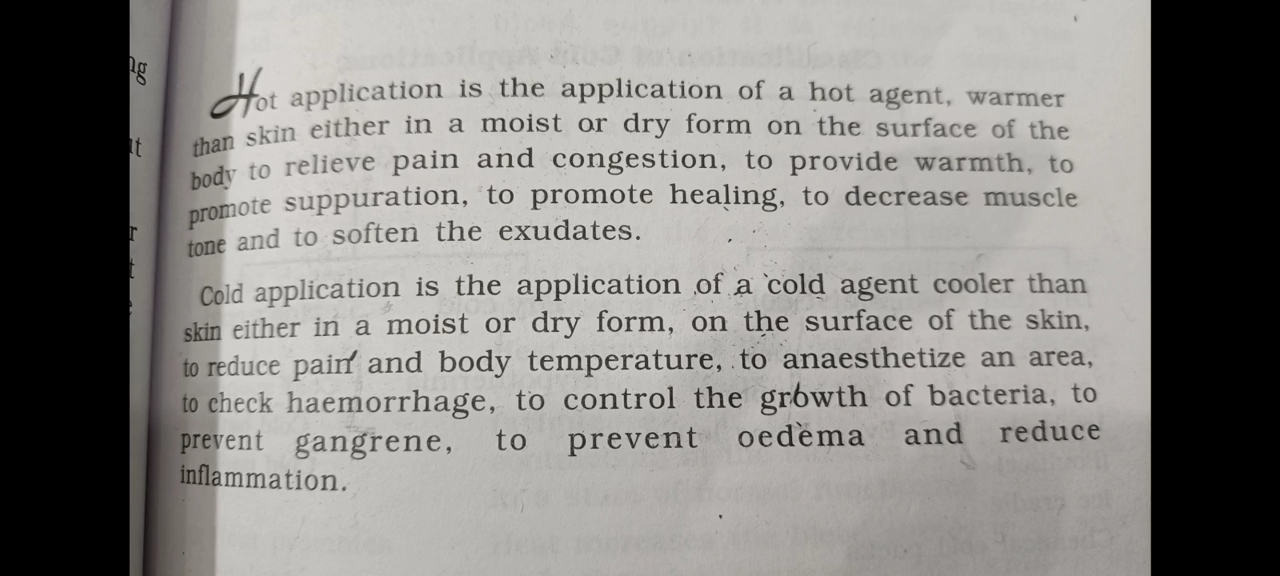 Hot application is the application of a hot agent, warmer
than skin either in a moist or dry form on the surface of the
body to relieve pain and congestion, to provide warmth, to
promote suppuration, to promote healing, to decrease muscle
tone and to soften the exudates.
Cold application is the application of a cold agent cooler than
skin either in a moist or dry form, on the surface of the skin,
to reduce pain and body temperature, to anaesthetize an area,
to check haemorrhage, to control the growth of bacteria, to
prevent gangrene, to prevent oedema and reduce
inflammation.